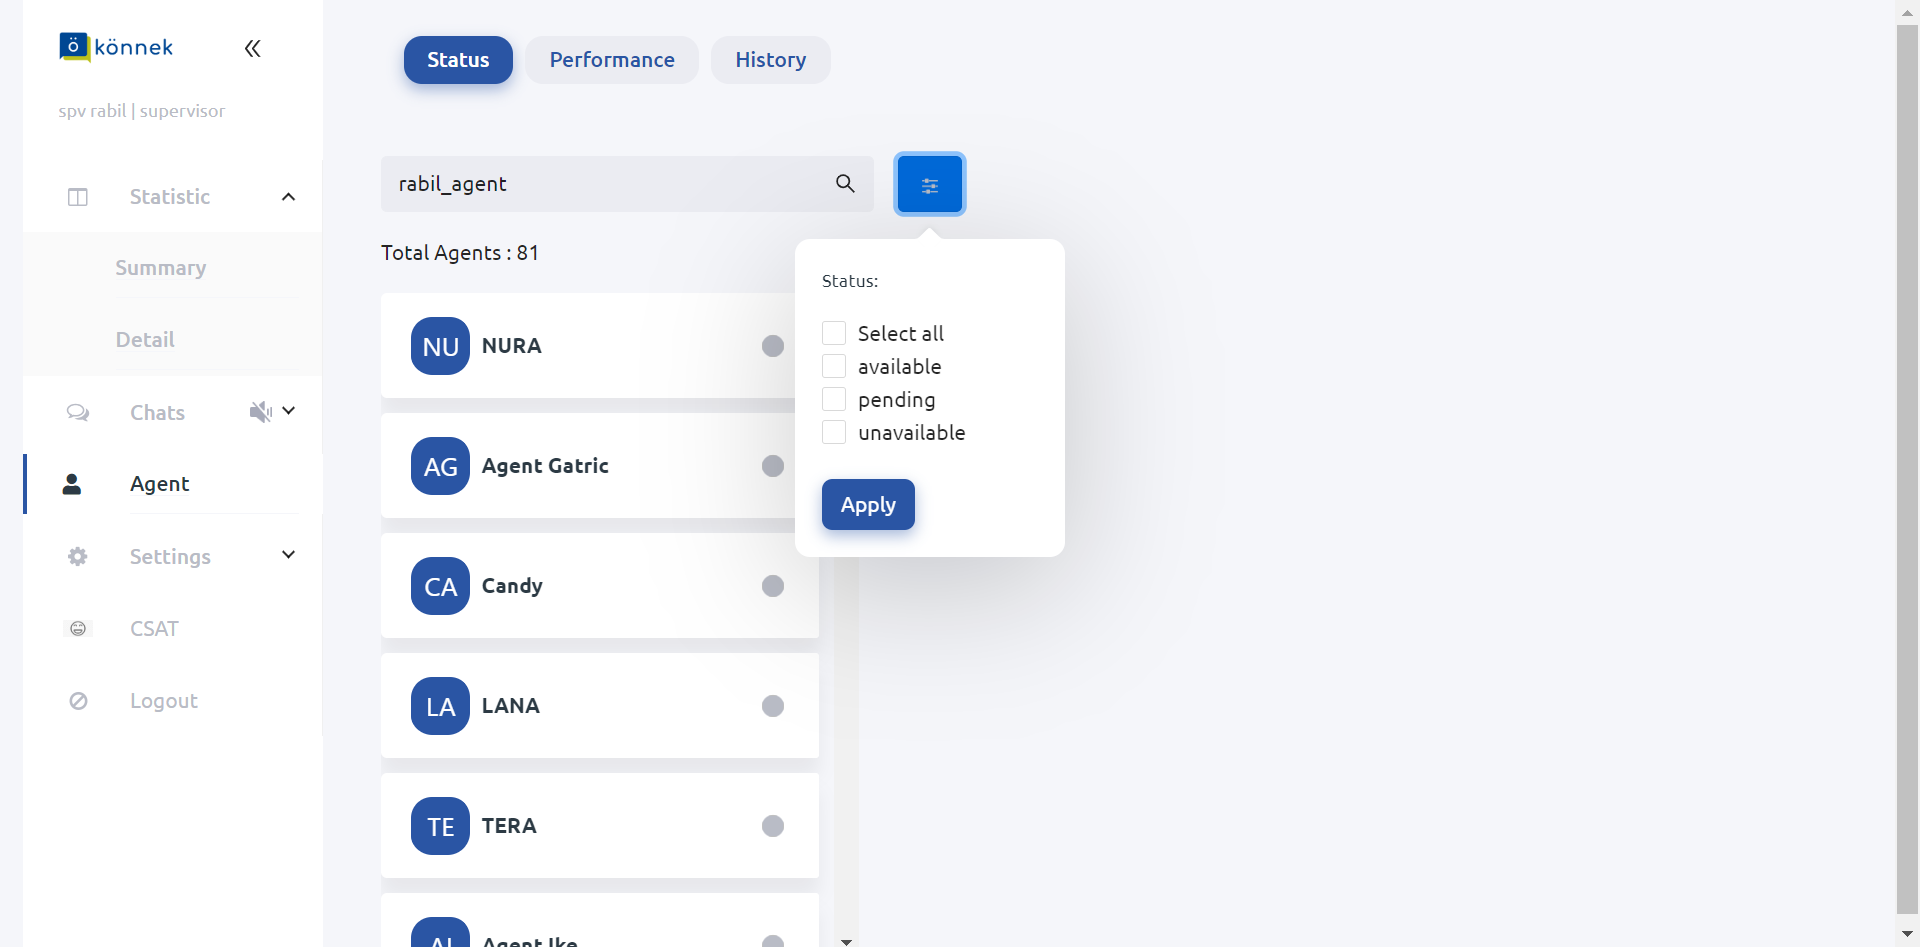 ö könnek
spv rabil | supervisor
Statistic
Summary
Detail
Chats
Agent
Settings
CSAT
Logout
Status Performance History
rabil_agent
Total Agents : 81
NU NURA
AG Agent Gatric
CA Candy
LA LANA
TE TERA
AI Agent Ike
Status:
Select all
available
pending
unavailable
Apply